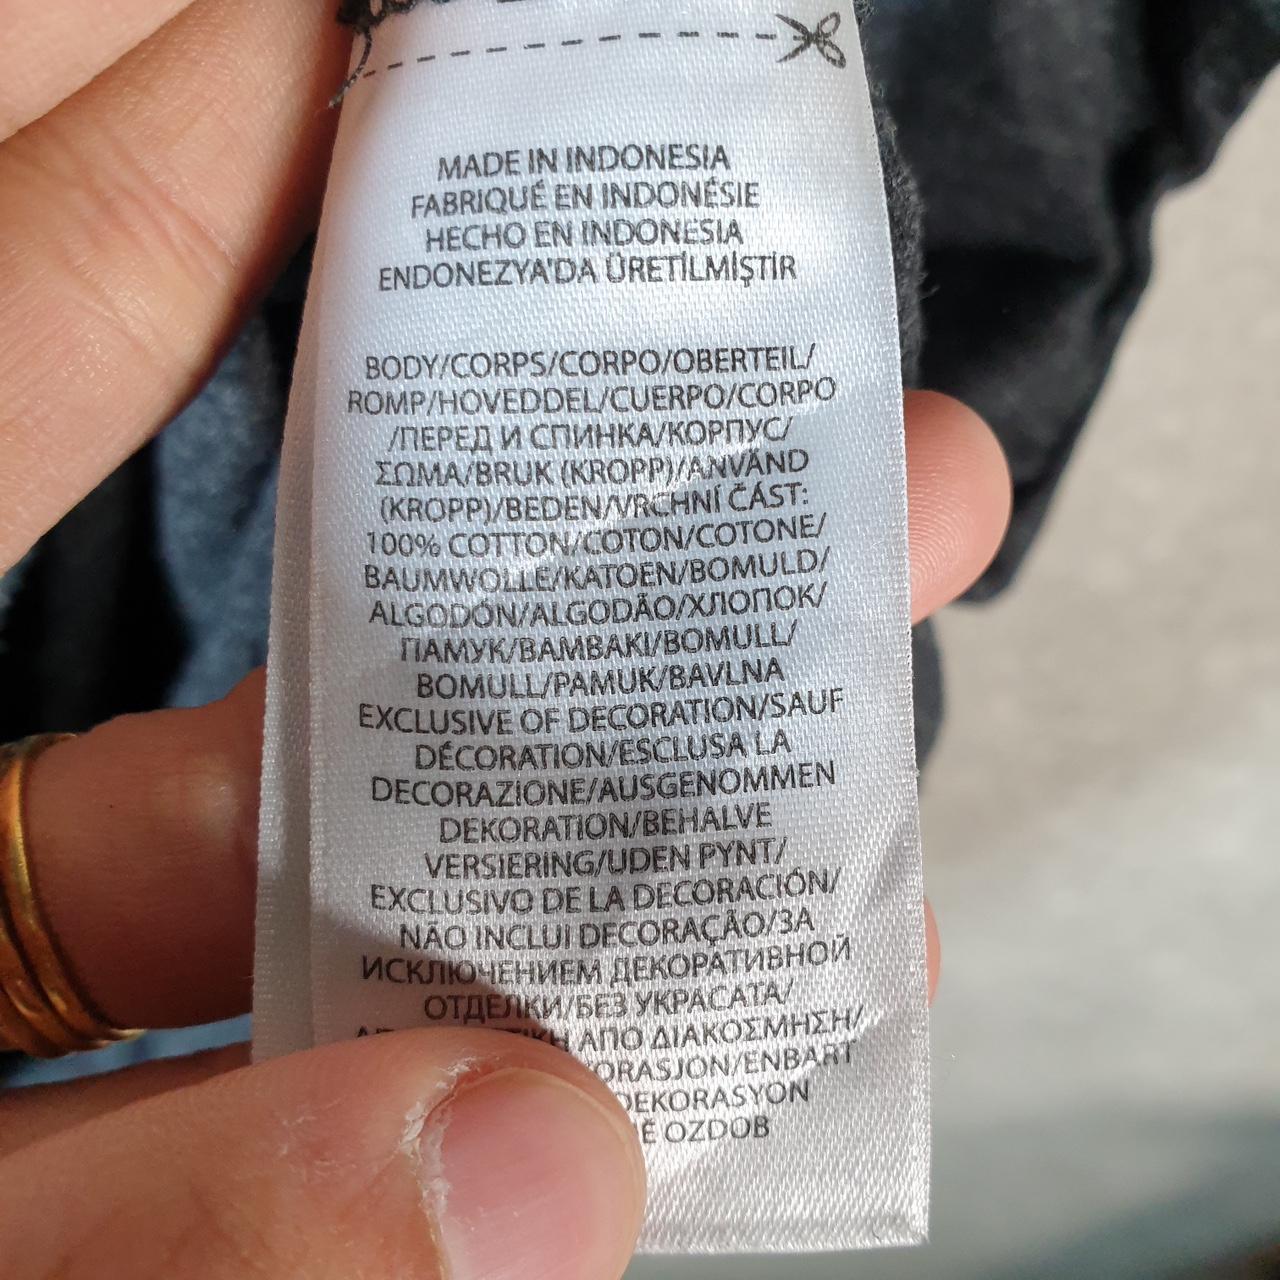 MADE IN INDONESIA
FABRIQUÉ EN INDONÉSIE
HECHO EN INDONESIA
ENDONEZYA'DA ÜRETİLMİŞTİR
BODY/CORPS/CORPO/OBERTEIL/
ROMP/HOVEDDEL/CUERPO/CORPO
/ПЕРЕД И СПИНКА/КОРПУС/
ΣΩΜΑ/BRUK (KROPP)/ANVÄND
(KROPP)/BEDEN/VRCHNÍ ČÁST:
100% COTTON/COTON/COTONE/
BAUMWOLLE/KATOEN/BOMULD/
ALGODÓN/ALGODÃO/ХЛОПОК/
ПАМУК/ΒΑΜΒΑΚΙ/BOMULL/
BOMULL/PAMUK/BAVLNA
EXCLUSIVE OF DECORATION/SAUF
DÉCORATION/ESCLUSA LA
DECORAZIONE/AUSGENOMMEN
DEKORATION/BEHALVE
VERSIERING/UDEN PYNT/
EXCLUSIVO DE LA DECORACIÓN/
NÃO INCLUI DECORAÇÃO/ЗА
ИСКЛЮЧЕНИЕМ ДЕКОРАТИВНОЙ
ОТДЕЛКИ/БЕЗ УКРАСАТА/
ΑΠΟ ΔΙΑΚΟΣΜΗΣΗ/
ORASJON/ENBART
DEKORASYON
OZDOB